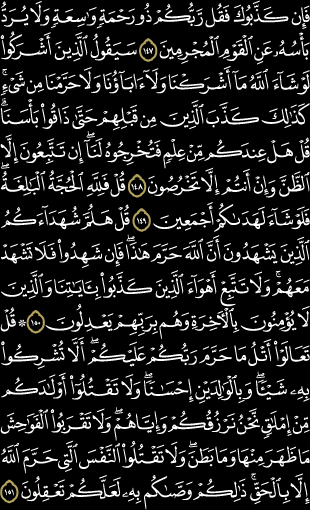 فَإِن كَذَّبُوكَ فَقُل رَّبُّكُمْ ذُو رَحْمَةٍ وَٰسِعَةٍ وَلَا يُرَدُّ
بَأْسُهُۥ عَنِ ٱلْقَوْمِ ٱلْمُجْرِمِينَ ١٤٧ سَيَقُولُ ٱلَّذِينَ أَشْرَكُوا۟
لَوْ شَآءَ ٱللَّهُ مَآ أَشْرَكْنَا وَلَآ ءَابَآؤُنَا وَلَا حَرَّمْنَا مِن شَىْءٍ ۚ
كَذَٰلِكَ كَذَّبَ ٱلَّذِينَ مِن قَبْلِهِمْ حَتَّىٰ ذَاقُوا۟ بَأْسَنَا ۗ
قُلْ هَلْ عِندَكُم مِّنْ عِلْمٍ فَتُخْرِجُوهُ لَنَآ ۖ إِن تَتَّبِعُونَ إِلَّا
ٱلظَّنَّ وَإِنْ أَنتُمْ إِلَّا تَخْرُصُونَ ١٤٨ قُلْ فَلِلَّهِ ٱلْحُجَّةُ ٱلْبَٰلِغَةُ ۖ
فَلَوْ شَآءَ لَهَدَىٰكُمْ أَجْمَعِينَ ١٤٩ قُلْ هَلُمَّ شُهَدَآءَكُمُ
ٱلَّذِينَ يَشْهَدُونَ أَنَّ ٱللَّهَ حَرَّمَ هَٰذَا ۖ فَإِن شَهِدُوا۟ فَلَا تَشْهَدْ
مَعَهُمْ ۚ وَلَا تَتَّبِعْ أَهْوَآءَ ٱلَّذِينَ كَذَّبُوا۟ بِـَٔايَٰتِنَا وَٱلَّذِينَ
لَا يُؤْمِنُونَ بِٱلْـَٔاخِرَةِ وَهُم بِرَبِّهِمْ يَعْدِلُونَ ١٥٠ ۞ قُلْ
تَعَالَوْا۟ أَتْلُ مَا حَرَّمَ رَبُّكُمْ عَلَيْكُمْ ۖ أَلَّا تُشْرِكُوا۟
بِهِۦ شَيْـًٔا ۖ وَبِٱلْوَٰلِدَيْنِ إِحْسَٰنًا ۖ وَلَا تَقْتُلُوٓا۟ أَوْلَٰدَكُم
مِّنْ إِمْلَٰقٍ ۖ نَّحْنُ نَرْزُقُكُمْ وَإِيَّاهُمْ ۖ وَلَا تَقْرَبُوا۟ ٱلْفَوَٰحِشَ
مَا ظَهَرَ مِنْهَا وَمَا بَطَنَ ۖ وَلَا تَقْتُلُوا۟ ٱلنَّفْسَ ٱلَّتِى حَرَّمَ ٱللَّهُ
إِلَّا بِٱلْحَقِّ ۚ ذَٰلِكُمْ وَصَّىٰكُم بِهِۦ لَعَلَّكُمْ تَعْقِلُونَ ١٥١